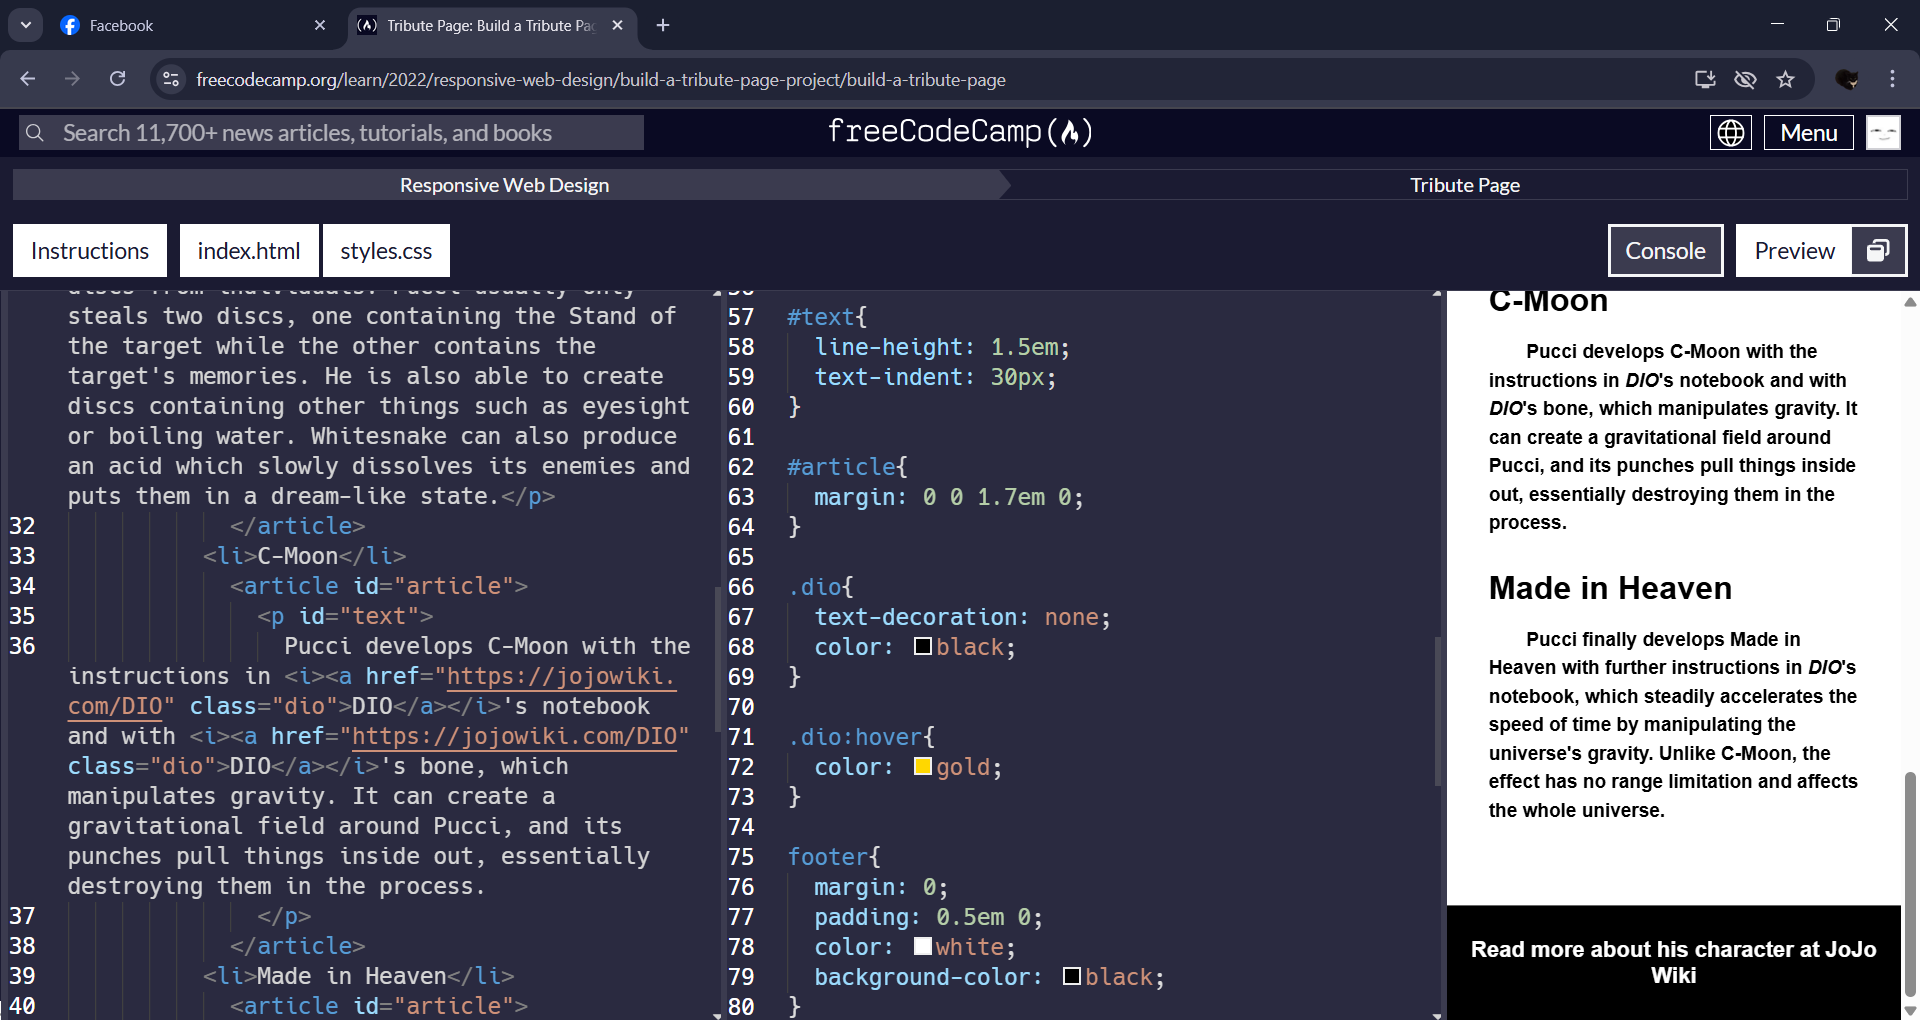 Facebook
Tribute Page: Build a Tribute Pa
freecodecamp.org/learn/2022/responsive-web-design/build-a-tribute-page-project/build-a-tribute-page
Search 11,700+ news articles, tutorials, and books
freeCodeCamp(🔥)
Menu
Responsive Web Design
Tribute Page
Instructions
index.html
styles.css
Console
Preview
discs from individuals. Pucci usually only
steals two discs, one containing the Stand of
the target while the other contains the
target's memories. He is also able to create
discs containing other things such as eyesight
or boiling water. Whitesnake can also produce
an acid which slowly dissolves its enemies and
puts them in a dream-like state.</p>
32 </article>
33 <li>C-Moon</li>
34 <article id="article">
35 <p id="text">
36 Pucci develops C-Moon with the
instructions in <i><a href="https://jojowiki.
com/DIO" class="dio">DIO</a></i>'s notebook
and with <i><a href="https://jojowiki.com/DIO"
class="dio">DIO</a></i>'s bone, which
manipulates gravity. It can create a
gravitational field around Pucci, and its
punches pull things inside out, essentially
destroying them in the process.
37 </p>
38 </article>
39 <li>Made in Heaven</li>
40 <article id="article">
56
57 #text{
58 line-height: 1.5em;
59 text-indent: 30px;
60 }
61
62 #article{
63 margin: 0 0 1.7em 0;
64 }
65
66 .dio{
67 text-decoration: none;
68 color: black;
69 }
70
71 .dio:hover{
72 color: gold;
73 }
74
75 footer{
76 margin: 0;
77 padding: 0.5em 0;
78 color: white;
79 background-color: black;
80 }
C-Moon
Pucci develops C-Moon with the
instructions in DIO's notebook and with
DIO's bone, which manipulates gravity. It
can create a gravitational field around
Pucci, and its punches pull things inside
out, essentially destroying them in the
process.
Made in Heaven
Pucci finally develops Made in
Heaven with further instructions in DIO's
notebook, which steadily accelerates the
speed of time by manipulating the
universe's gravity. Unlike C-Moon, the
effect has no range limitation and affects
the whole universe.
Read more about his character at JoJo
Wiki